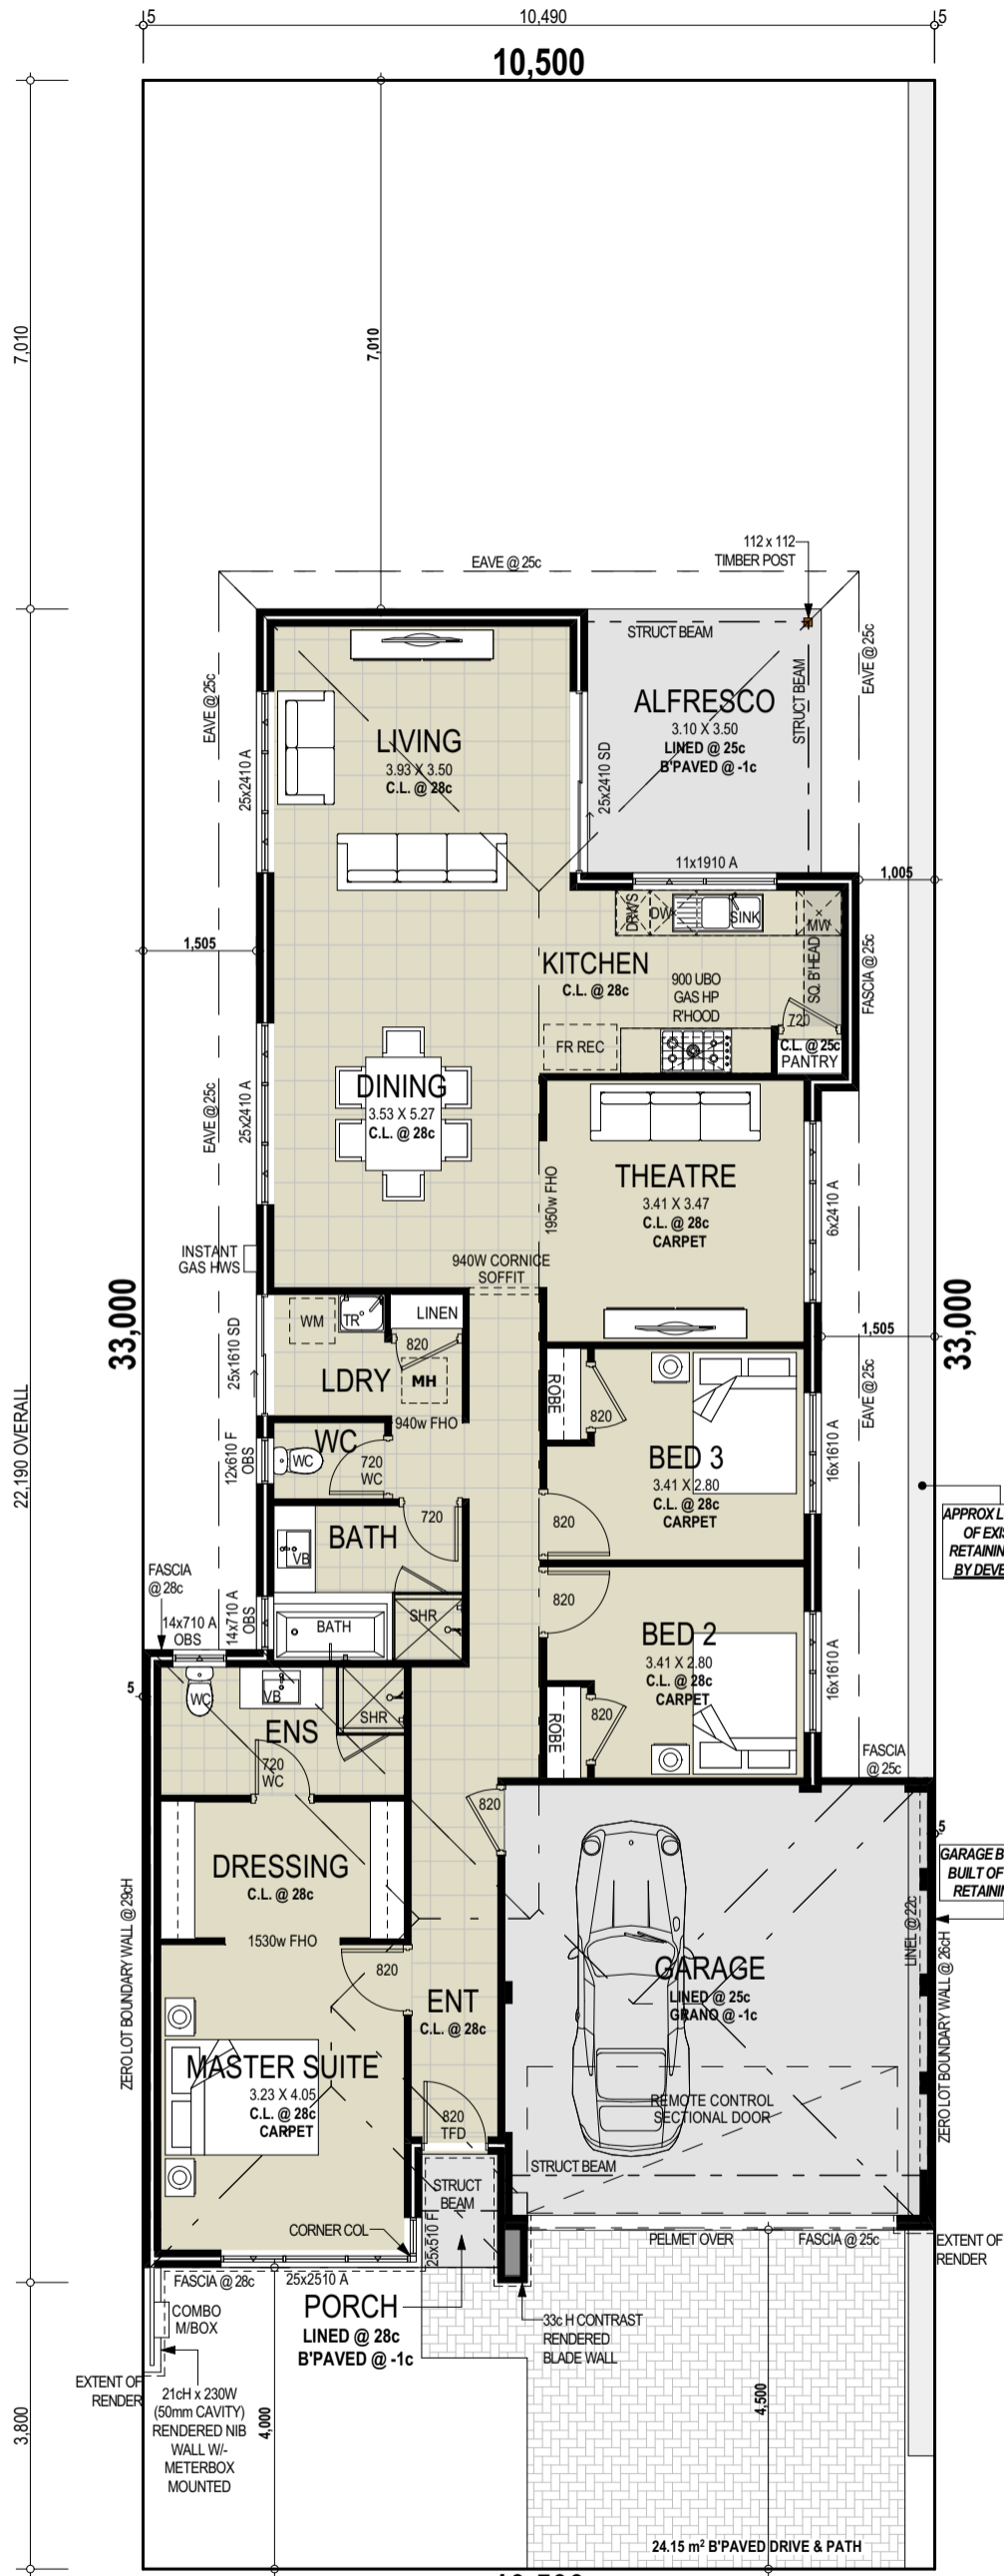 5
10,490
5
10,500
7,010
7,010
112 x 112
TIMBER POST
EAVE @ 25c
STRUCT BEAM
EAVE @ 25c
EAVE @ 25c
STRUCT BEAM
ALFRESCO
3.10 X 3.50
LINED @ 25c
B'PAVED @ -1c
LIVING
3.93 X 3.50
C.L. @ 28c
25x2410 A
25x2410 SD
11x1910 A
1,005
DRWS
DW
SINK
MW
1,505
KITCHEN
C.L. @ 28c
900 UBO
GAS HP
R'HOOD
SQ. B'HEAD
FASCIA @ 25c
720
FR REC
C.L. @ 25c
PANTRY
DINING
3.53 X 5.27
C.L. @ 28c
EAVE @ 25c
25x2410 A
THEATRE
3.41 X 3.47
C.L. @ 28c
CARPET
1950w FHO
6x2410 A
INSTANT
GAS HWS
940W CORNICE
SOFFIT
33,000
33,000
WM
TR
LINEN
820
25x1610 SD
LDRY
MH
1,505
EAVE @ 25c
22,190 OVERALL
940w FHO
ROBE
820
WC
WC
720
WC
12x610 F
OBS
BED 3
3.41 X 2.80
C.L. @ 28c
CARPET
16x1610 A
BATH
720
VB
820
APPROX L
OF EXIS
RETAININ
BY DEVE
FASCIA
@ 28c
14x710 A
OBS
14x710 A
OBS
BATH
SHR
820
BED 2
3.41 X 2.80
C.L. @ 28c
CARPET
16x1610 A
5
WC
VB
SHR
ENS
720
WC
ROBE
820
FASCIA
@ 25c
820
5
DRESSING
C.L. @ 28c
GARAGE B
BUILT OF
RETAININ
ZERO LOT BOUNDARY WALL @ 29cH
1530w FHO
LINEL @ 22c
ZERO LOT BOUNDARY WALL @ 26cH
820
GARAGE
LINED @ 25c
GRANO @ -1c
ENT
C.L. @ 28c
MASTER SUITE
3.23 X 4.05
C.L. @ 28c
CARPET
820
TFD
REMOTE CONTROL
SECTIONAL DOOR
STRUCT BEAM
STRUCT
BEAM
CORNER COL
25x510 F
PELMET OVER
FASCIA @ 25c
EXTENT OF
RENDER
FASCIA @ 28c
25x2510 A
COMBO
M/BOX
PORCH
LINED @ 28c
B'PAVED @ -1c
33c H CONTRAST
RENDERED
BLADE WALL
EXTENT OF
RENDER
21cH x 230W
(50mm CAVITY)
RENDERED NIB
WALL W/-
METERBOX
MOUNTED
3,800
4,000
4,500
24.15 m² B'PAVED DRIVE & PATH